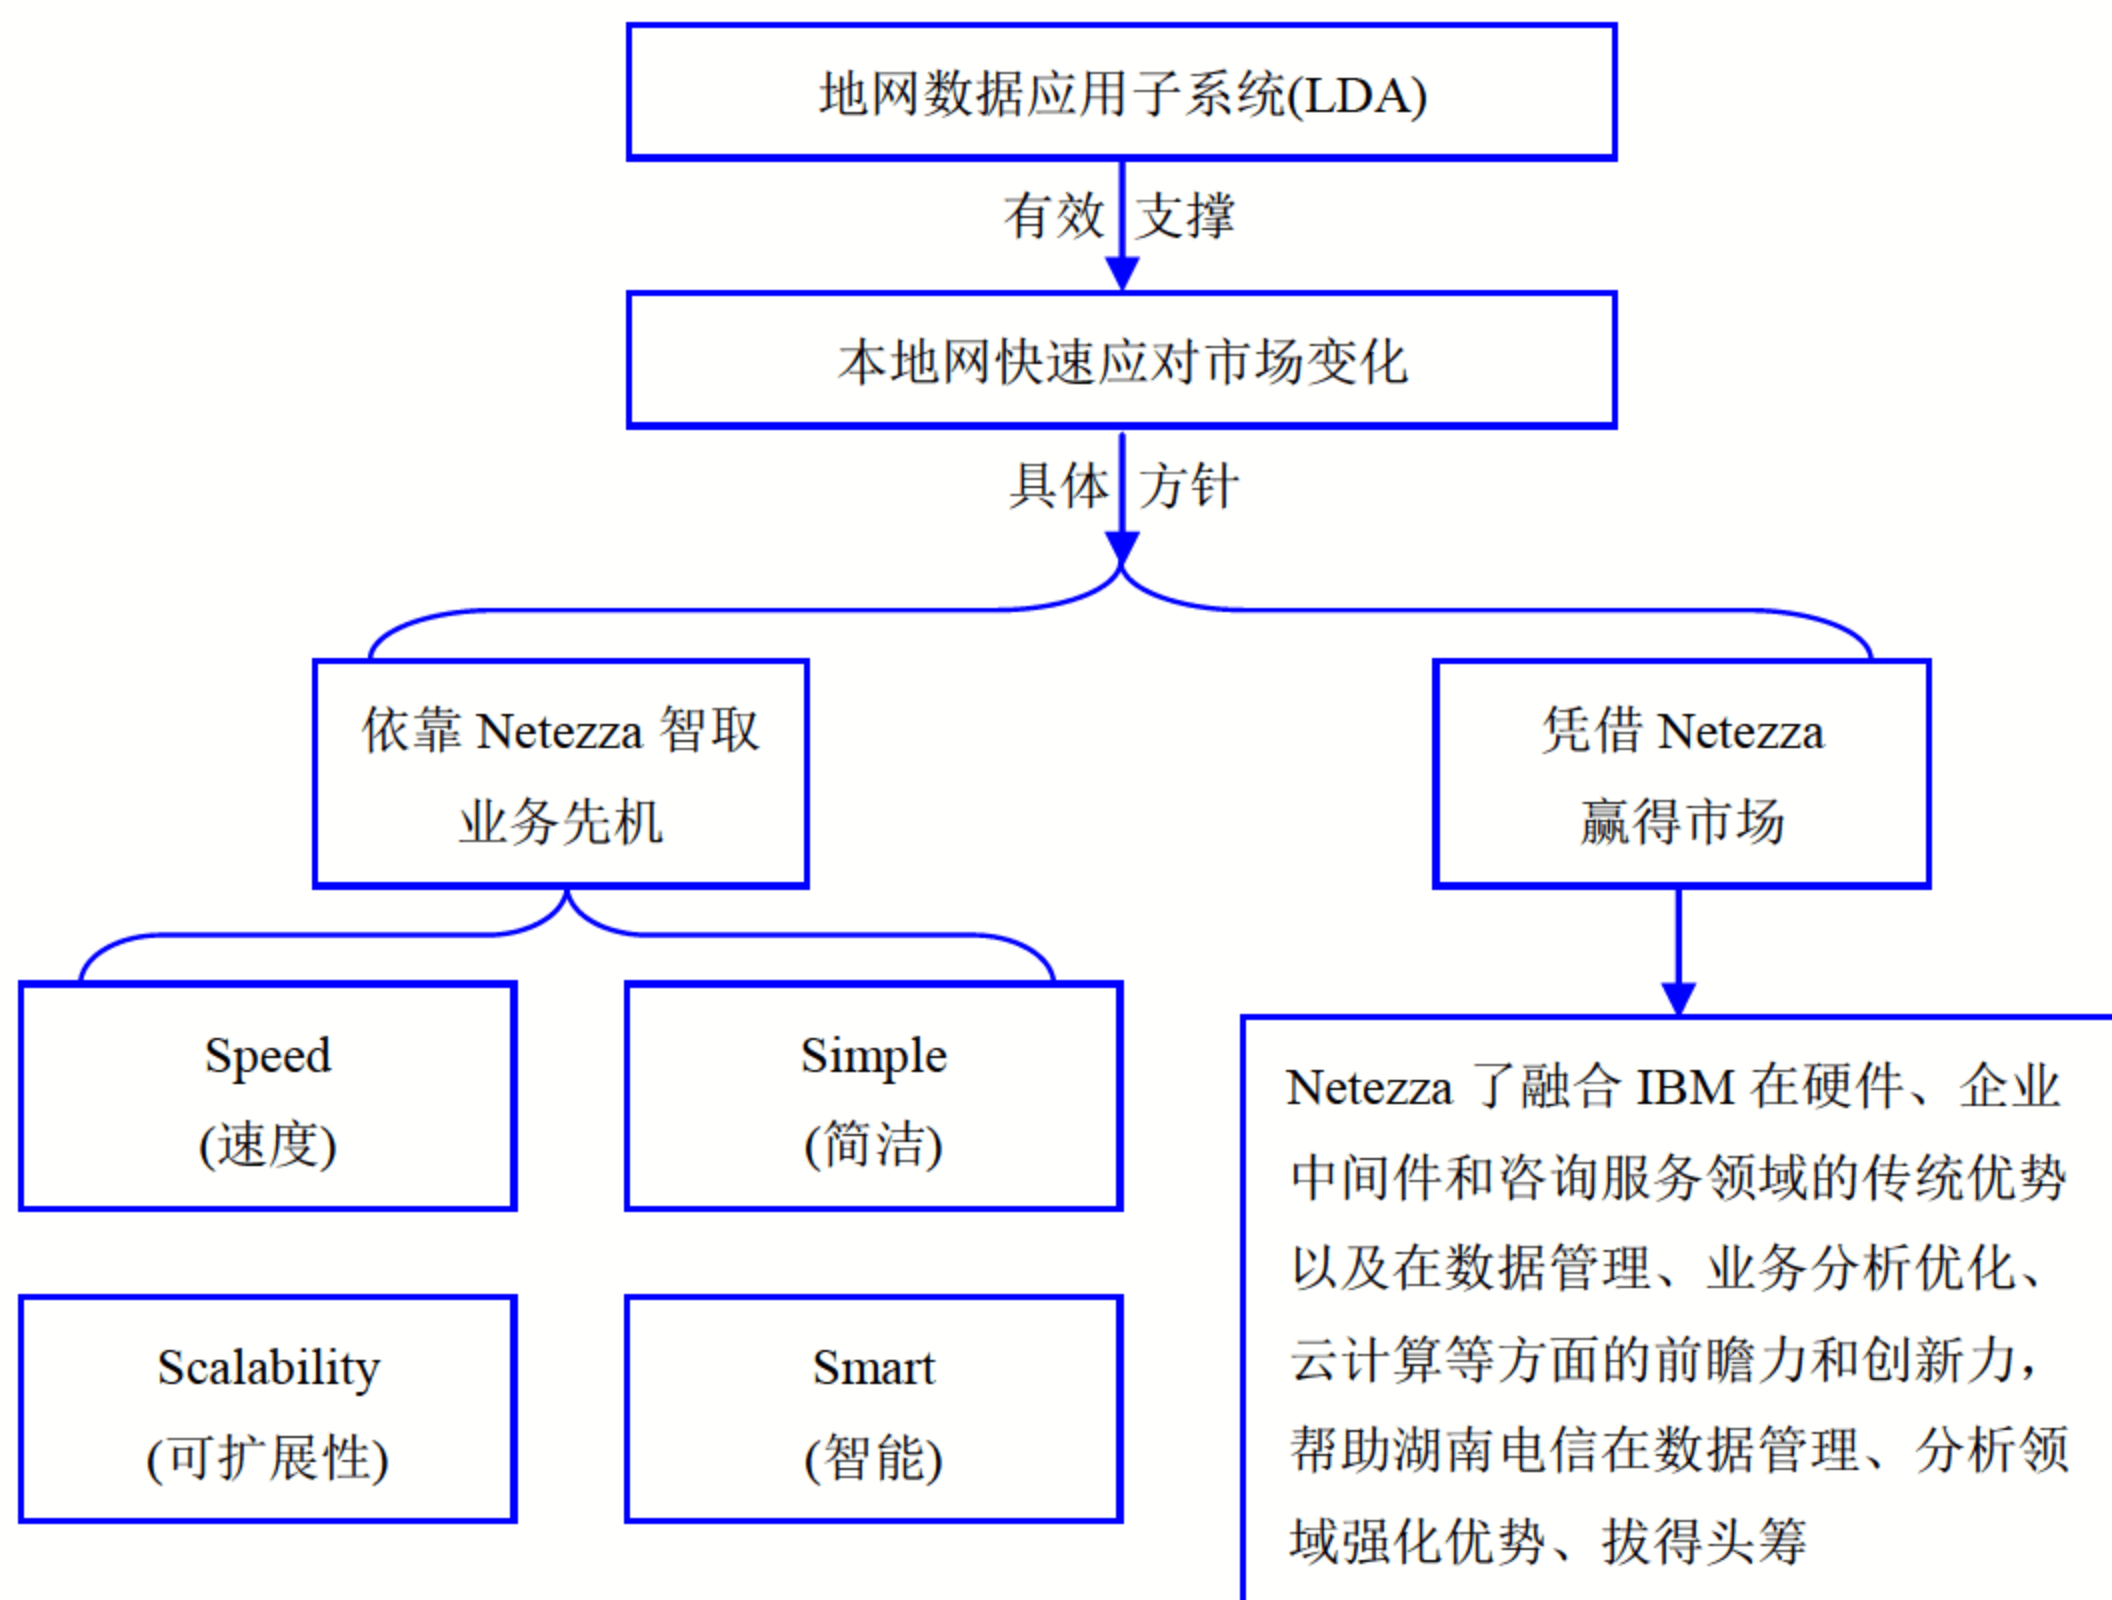 地网数据应用子系统(LDA)
有效 支撑
本地网快速应对市场变化
具体 方针
依靠 Netezza 智取
业务先机
凭借 Netezza
赢得市场
Speed
(速度)
Simple
(简洁)
Scalability
(可扩展性)
Smart
(智能)
Netezza 了融合 IBM 在硬件、企业
中间件和咨询服务领域的传统优势
以及在数据管理、业务分析优化、
云计算等方面的前瞻力和创新力，
帮助湖南电信在数据管理、分析领
域强化优势、拔得头筹